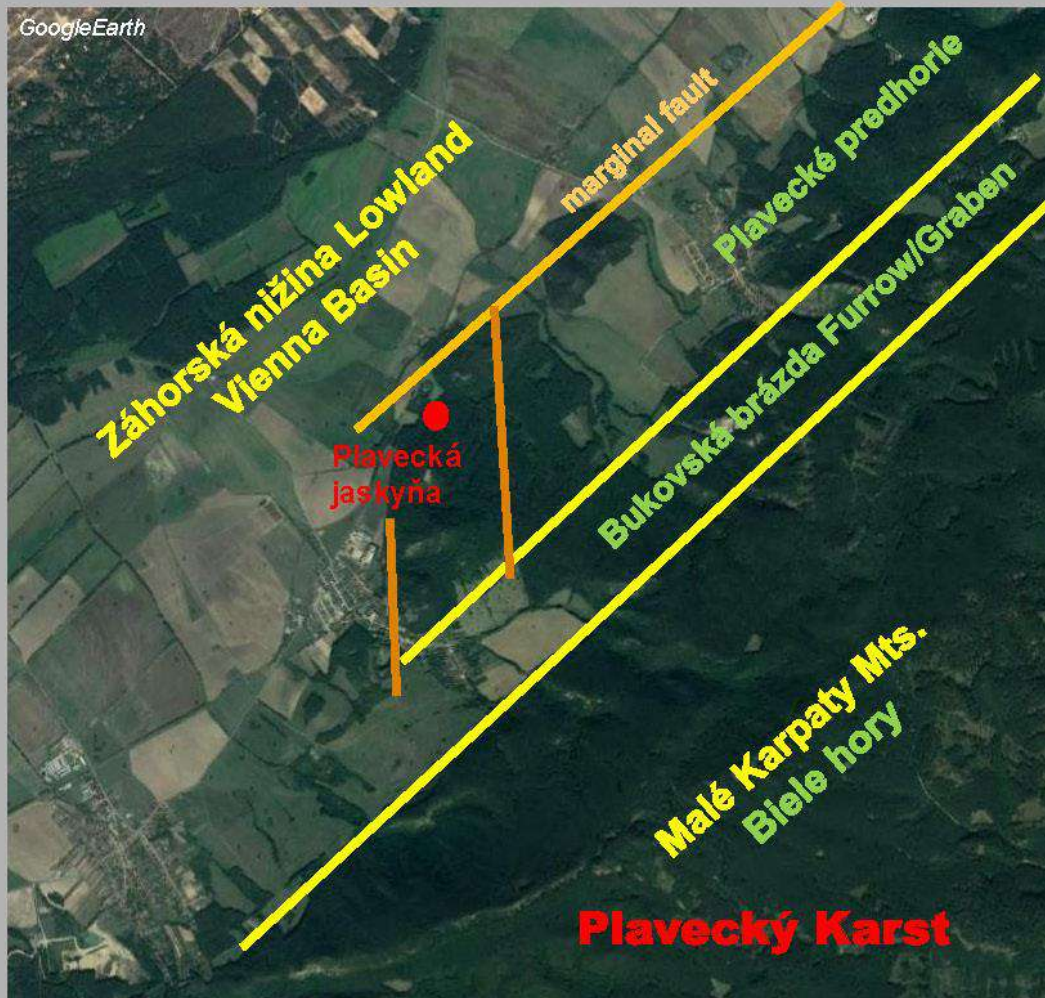 GoogleEarth
Záhorská nižina Lowland
Vienna Basin
marginal fault
Plavecké predhorie
Bukovská brázda Furrow/Graben
Plavecká
jaskyňa
Malé Karpaty Mts.
Biele hory
Plavecký Karst